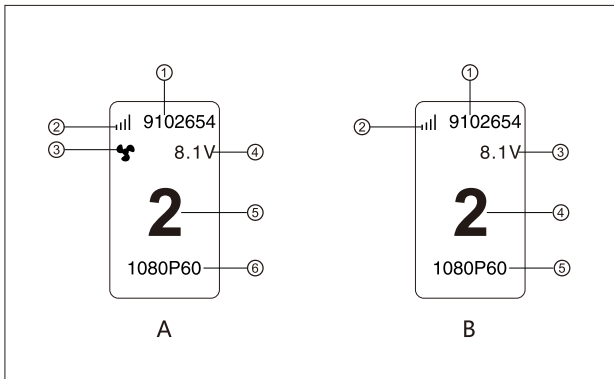 ① ①
② 9102654 ② 9102654
③ 8.1V ④ 8.1V ③
2 ⑤ 2 ④
1080P60 ⑥ 1080P60 ⑤
A B